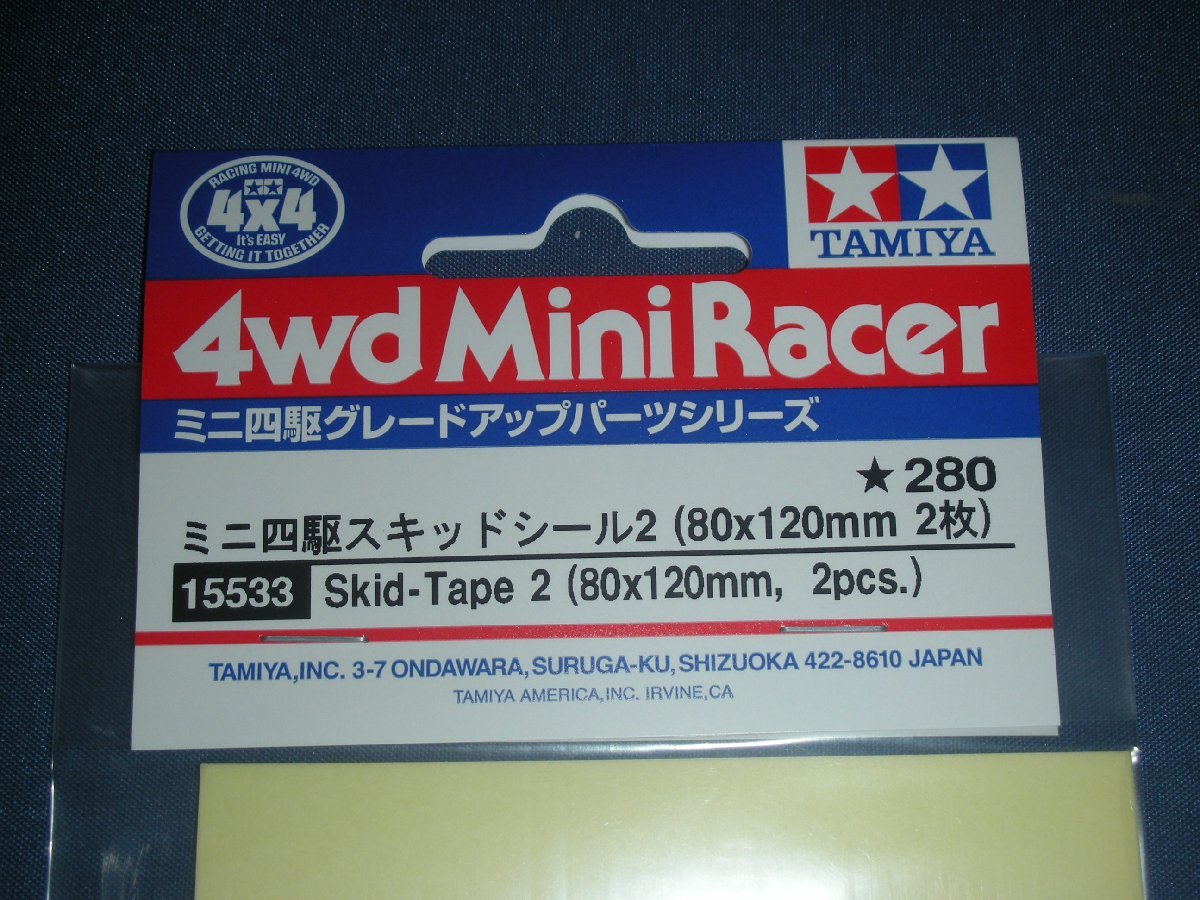 RACING MINI 4WD
4x4
It's EASY
GETTING IT TOGETHER
TAMIYA
4wd Mini Racer
ミニ四駆グレードアップパーツシリーズ
★280
ミニ四駆スキッドシール2 (80x120mm 2枚)
15533 Skid-Tape 2 (80x120mm, 2pcs.)
TAMIYA,INC. 3-7 ONDAWARA,SURUGA-KU,SHIZUOKA 422-8610 JAPAN
TAMIYA AMERICA,INC. IRVINE,CA